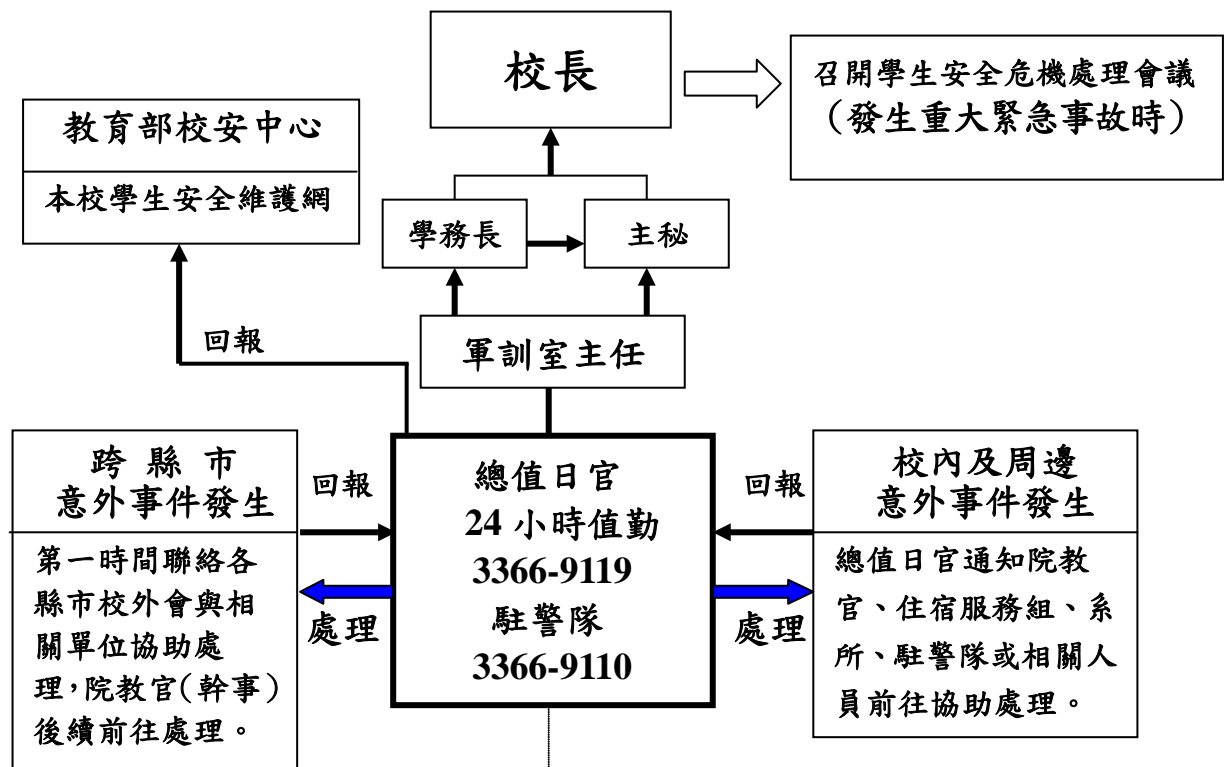 校長
召開學生安全危機處理會議
（發生重大緊急事故時）
教育部校安中心
本校學生安全維護網
學務長
主秘
回報
軍訓室主任
跨 縣 市
意外事件發生
第一時間聯絡各
縣市校外會與相
關單位協助處
理，院教官（幹事）
後續前往處理。
回報
處理
總值日官
24 小時值勤
3366-9119
駐警隊
3366-9110
回報
處理
校內及周邊
意外事件發生
總值日官通知院教
官、住宿服務組、系
所、駐警隊或相關人
員前往協助處理。